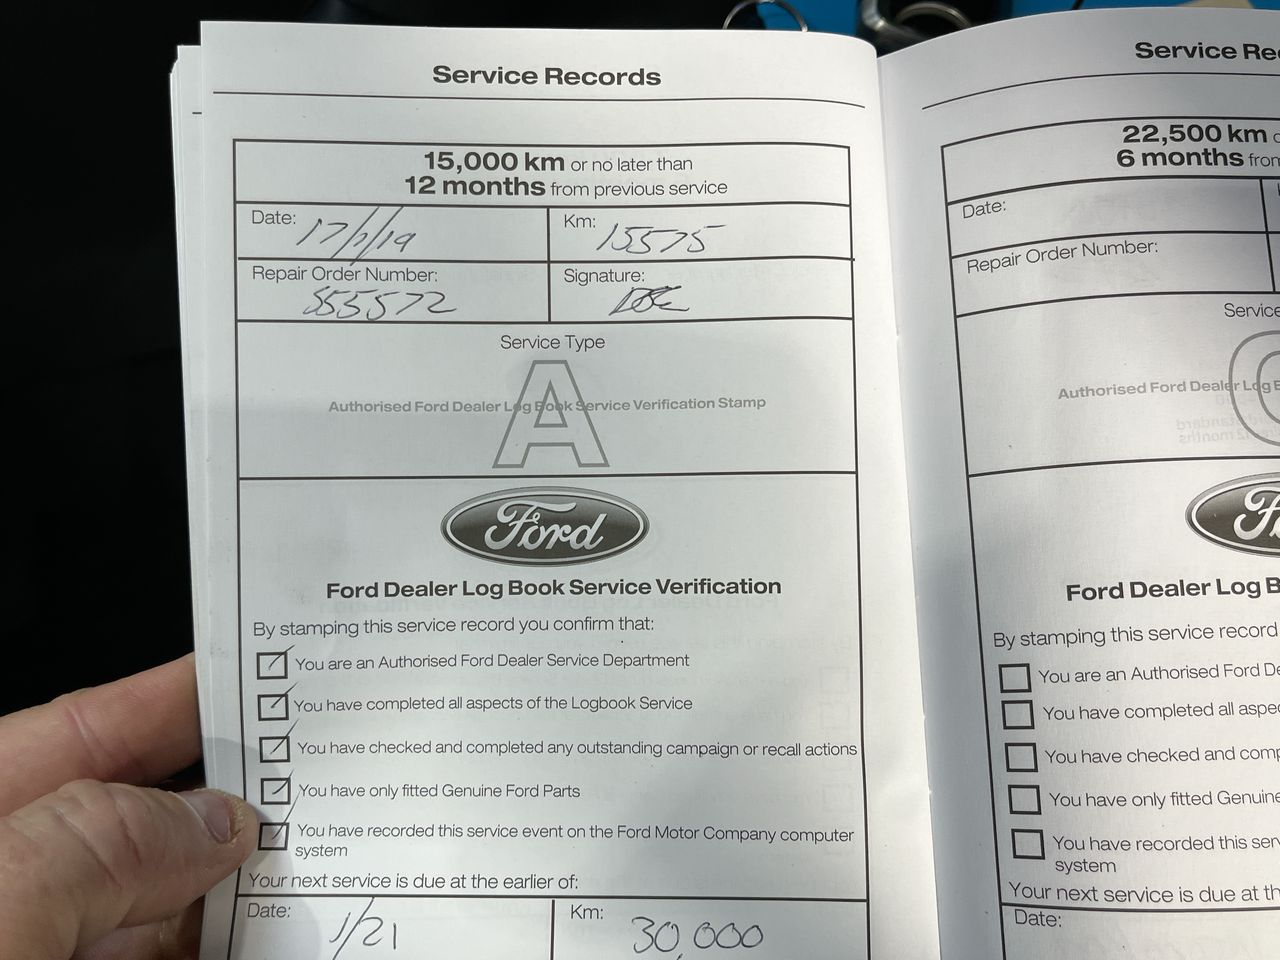 Service Records
15,000 km or no later than
12 months from previous service
Date: 17/1/19
Km: 15575
Repair Order Number: 555572
Signature:
Service Type
A
Authorised Ford Dealer Log Book Service Verification Stamp
Ford
Ford Dealer Log Book Service Verification
By stamping this service record you confirm that:
You are an Authorised Ford Dealer Service Department
You have completed all aspects of the Logbook Service
You have checked and completed any outstanding campaign or recall actions
You have only fitted Genuine Ford Parts
You have recorded this service event on the Ford Motor Company computer
system
Your next service is due at the earlier of:
Date: 1/21
Km: 30,000
Service
22,500 km
6 months
Date:
Repair Order Number:
Service
Authorised Ford Dealer Log
Ford Dealer Log
By stamping this service record
You are an Authorised Ford
You have completed all
You have checked and
You have only fitted Genuine
You have recorded this
system
Your next service is due at
Date: